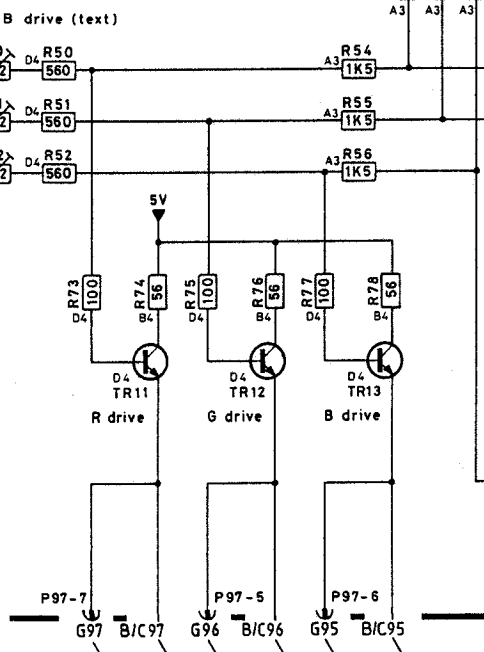 B drive (text)
A3 A3 A3
D4 R50 A3 R54
2 560 1K5
D4 R51 A3 R55
2 560 1K5
D4 R52 A3 R56
2 560 1K5
5V
R73 100 R74 56 R75 100 R76 56 R77 100 R78 56
D4 B4 D4 B4 D4 B4
D4 D4 D4
TR11 TR12 TR13
R drive G drive B drive
P97-7 P97-5 P97-6
G97 B/C97 G96 B/C96 G95 B/C95